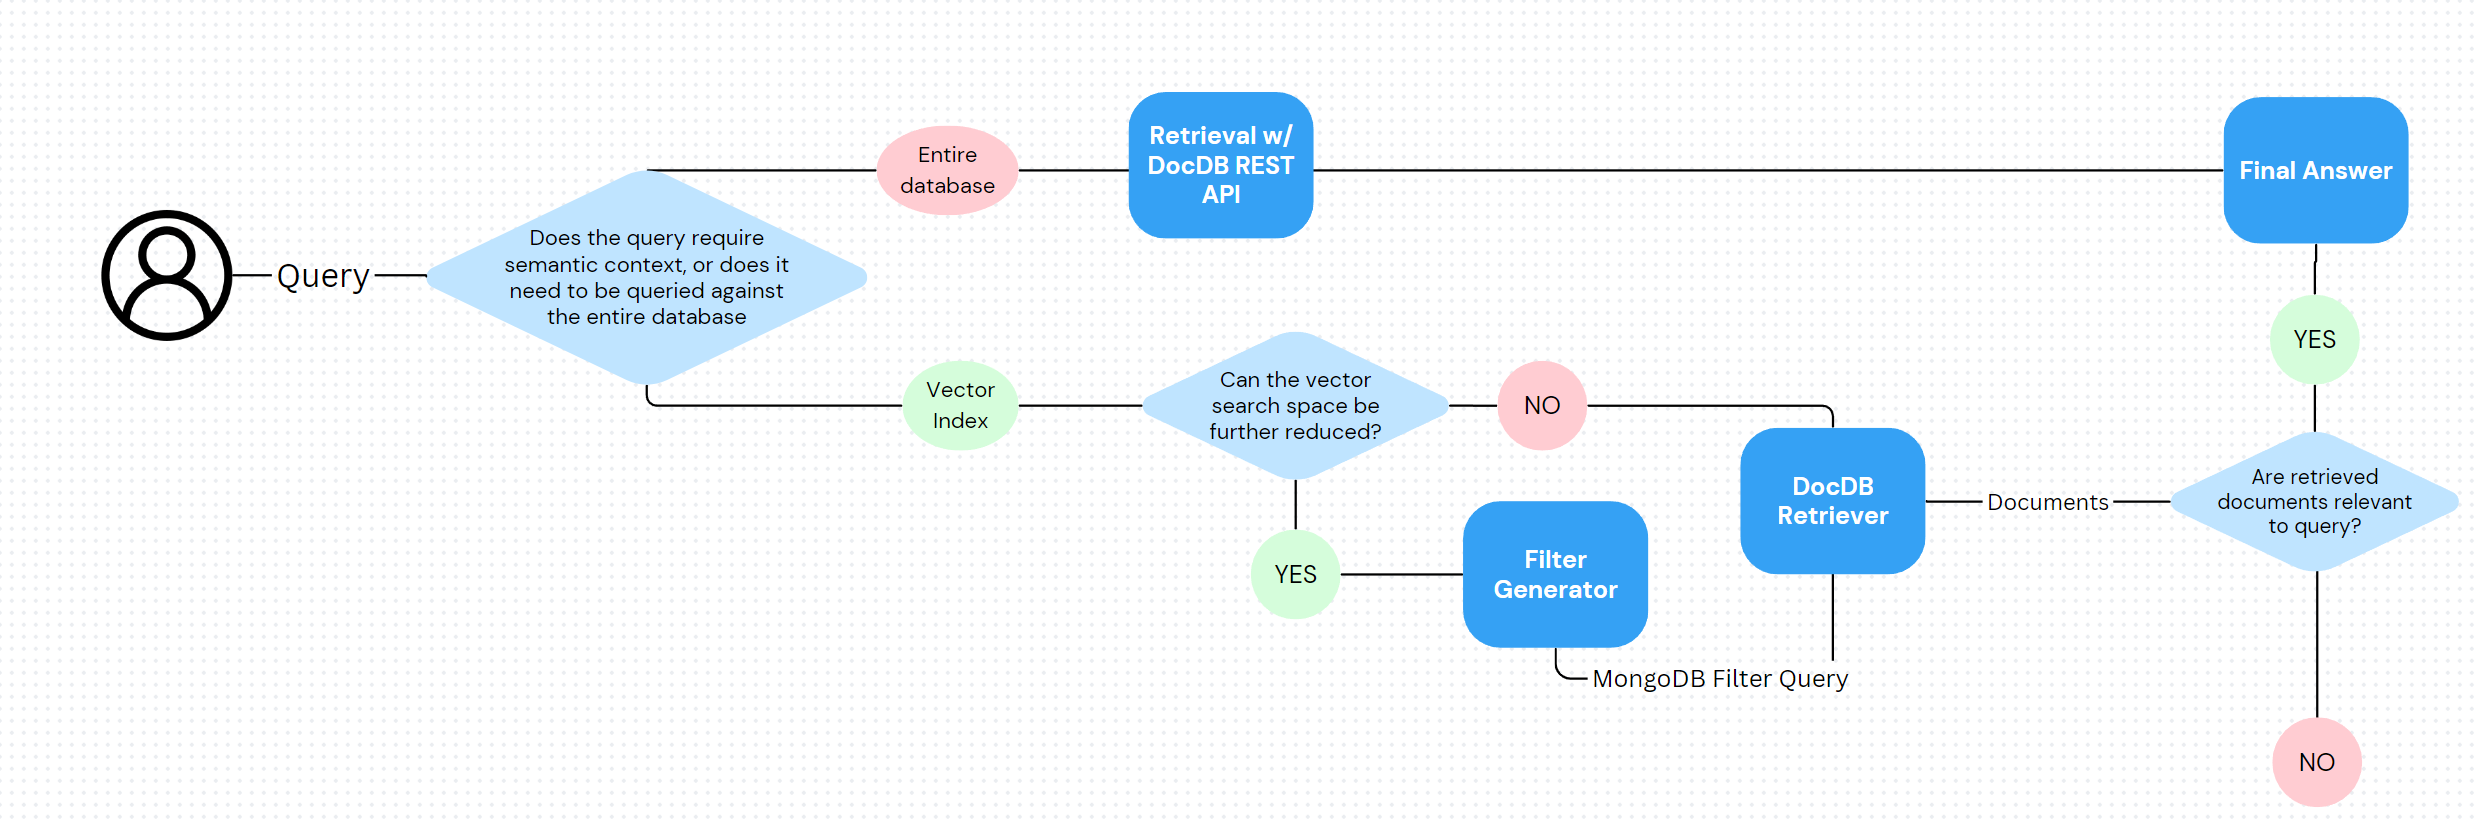 Query
Does the query require
semantic context, or does it
need to be queried against
the entire database
Entire
database
Retrieval w/
DocDB REST
API
Final Answer
Vector
Index
Can the vector
search space be
further reduced?
NO
YES
Filter
Generator
MongoDB Filter Query
DocDB
Retriever
Documents
Are retrieved
documents relevant
to query?
YES
NO